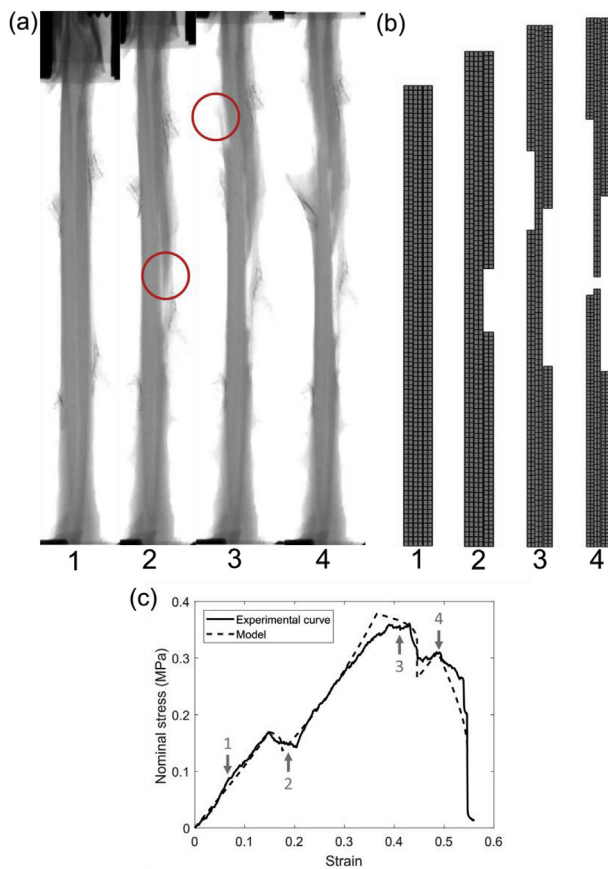 (a)
(b)
1 2 3 4
1 2 3 4
(c)
Experimental curve
Model
Nominal stress (MPa)
0.4
0.3
0.2
0.1
0
1
2
3
4
0 0.1 0.2 0.3 0.4 0.5 0.6
Strain